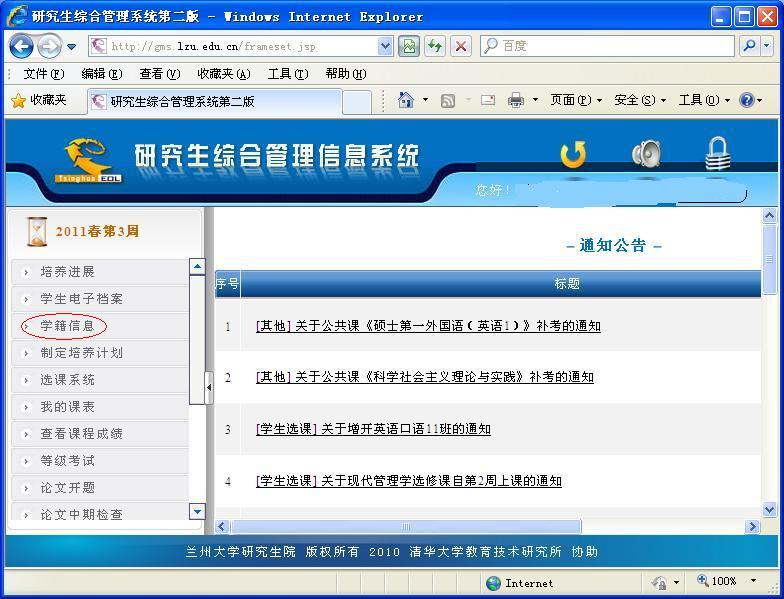 研究生综合管理系统第二版 - Windows Internet Explorer
http://gms.lzu.edu.cn/frameset.jsp
百度
文件(F) 编辑(E) 查看(V) 收藏夹(A) 工具(T) 帮助(H)
收藏夹 研究生综合管理系统第二版 页面(P) 安全(S) 工具(O)
Tsinghua EOL
研究生综合管理信息系统
您好!
2011春第3周
培养进展
学生电子档案
学籍信息
制定培养计划
选课系统
我的课表
查看课程成绩
等级考试
论文开题
论文中期检查
– 通知公告 –
序号 标题
1 [其他] 关于公共课《硕士第一外国语（英语1）》补考的通知
2 [其他] 关于公共课《科学社会主义理论与实践》补考的通知
3 [学生选课] 关于增开英语口语11班的通知
4 [学生选课] 关于现代管理学选修课自第2周上课的通知
兰州大学研究生院 版权所有 2010 清华大学教育技术研究所 协助
Internet 100%